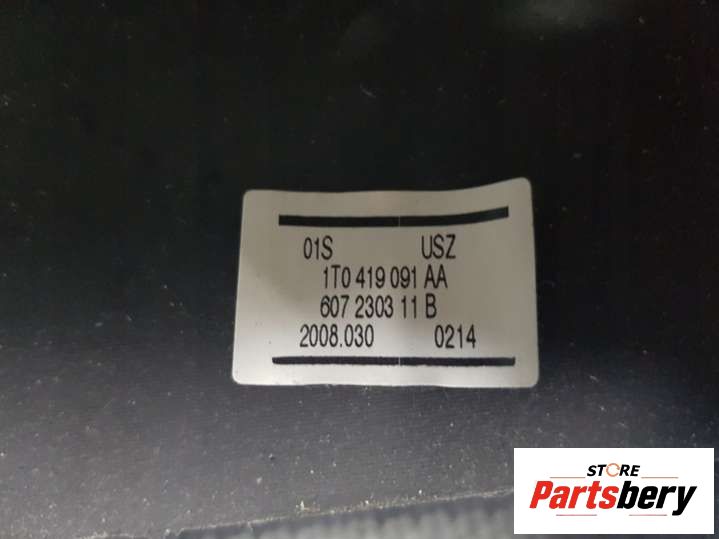 01S USZ
1T0 419 091 AA
607 2303 11 B
2008.030 0214
STORE
Partsbery